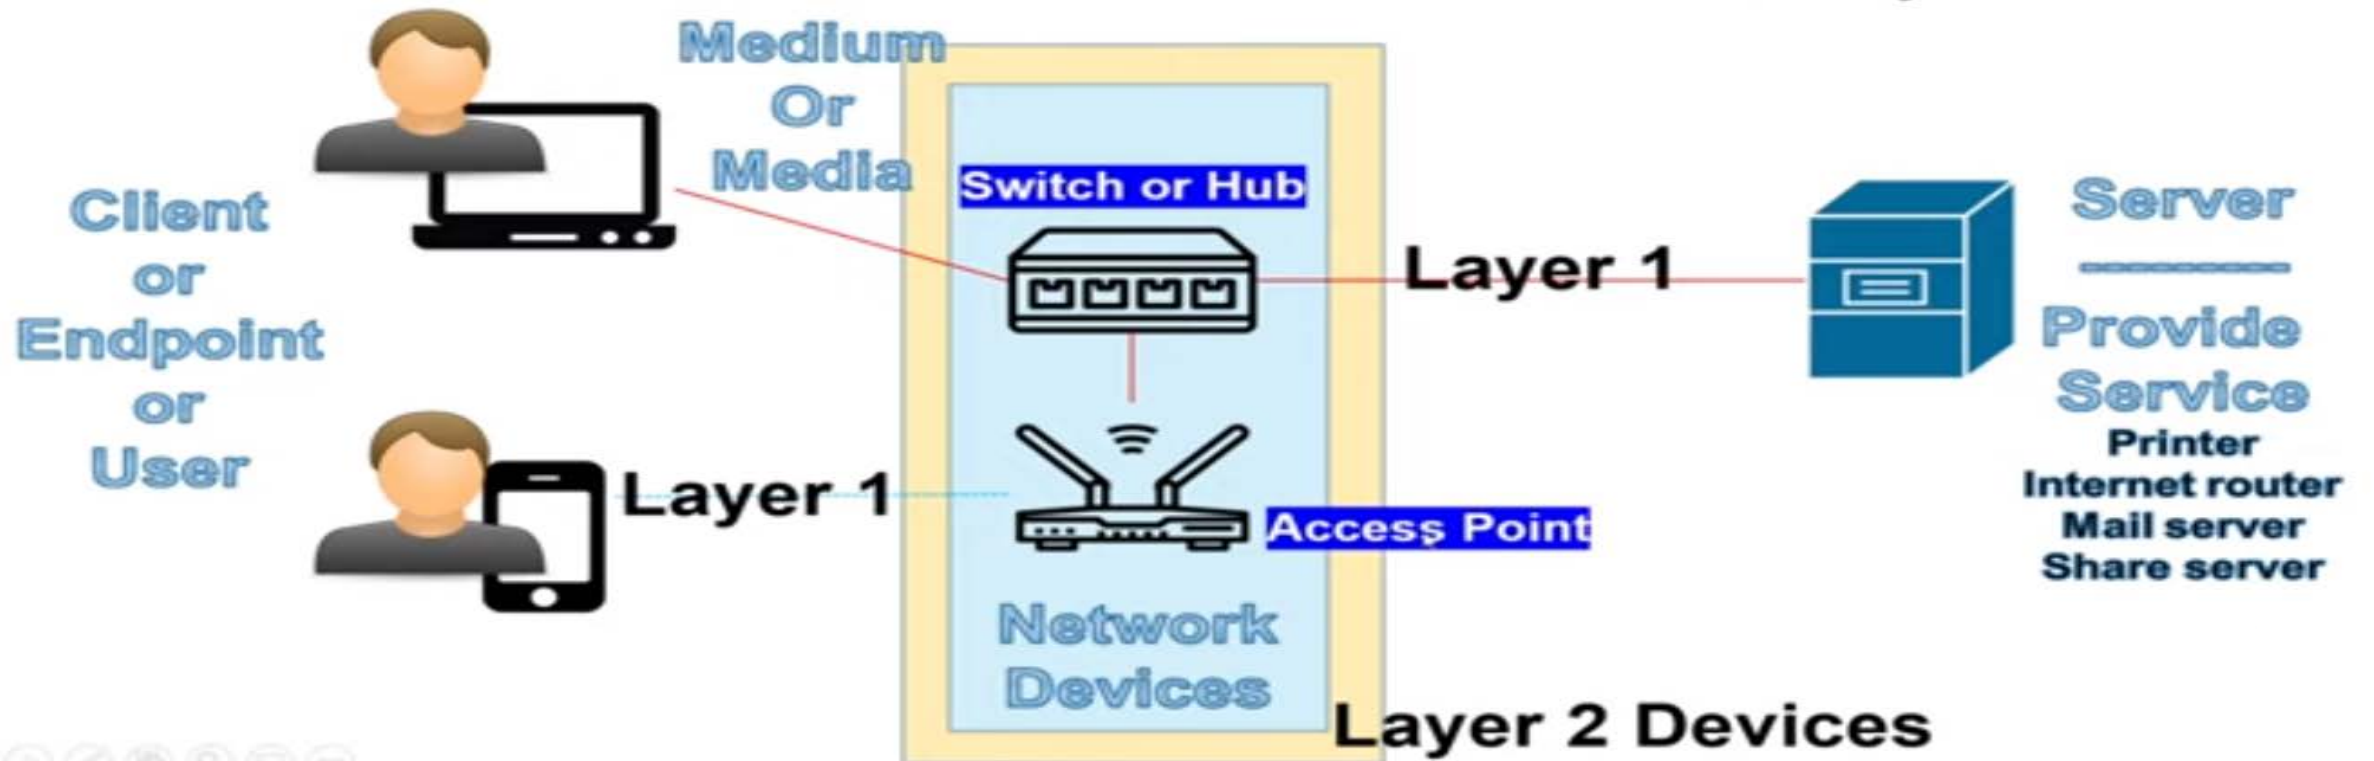 Medium
Or
Media
Client
or
Endpoint
or
User
Switch or Hub
Layer 1
Server
Provide
Service
Printer
Internet router
Mail server
Share server
Layer 1
Access Point
Network
Devices
Layer 2 Devices